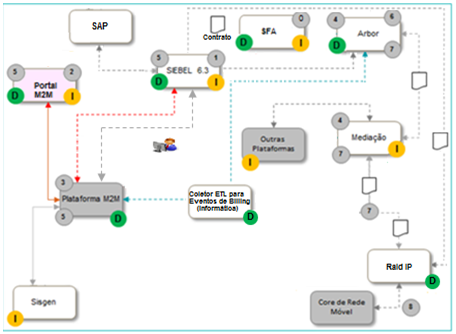 SAP
Contrato
0
SFA
D
I
4
6
Arbor
7
D
5
1
SIEBEL 6.3
D
I
5
2
Portal
M2M
D
I
4
Mediação
7
I
Outras
Plataformas
I
3
Plataforma M2M
5
D
Coletor ETL para
Eventos de Billing
(Informática)
D
7
Raid IP
D
Sisgen
I
Core de Rede
Móvel